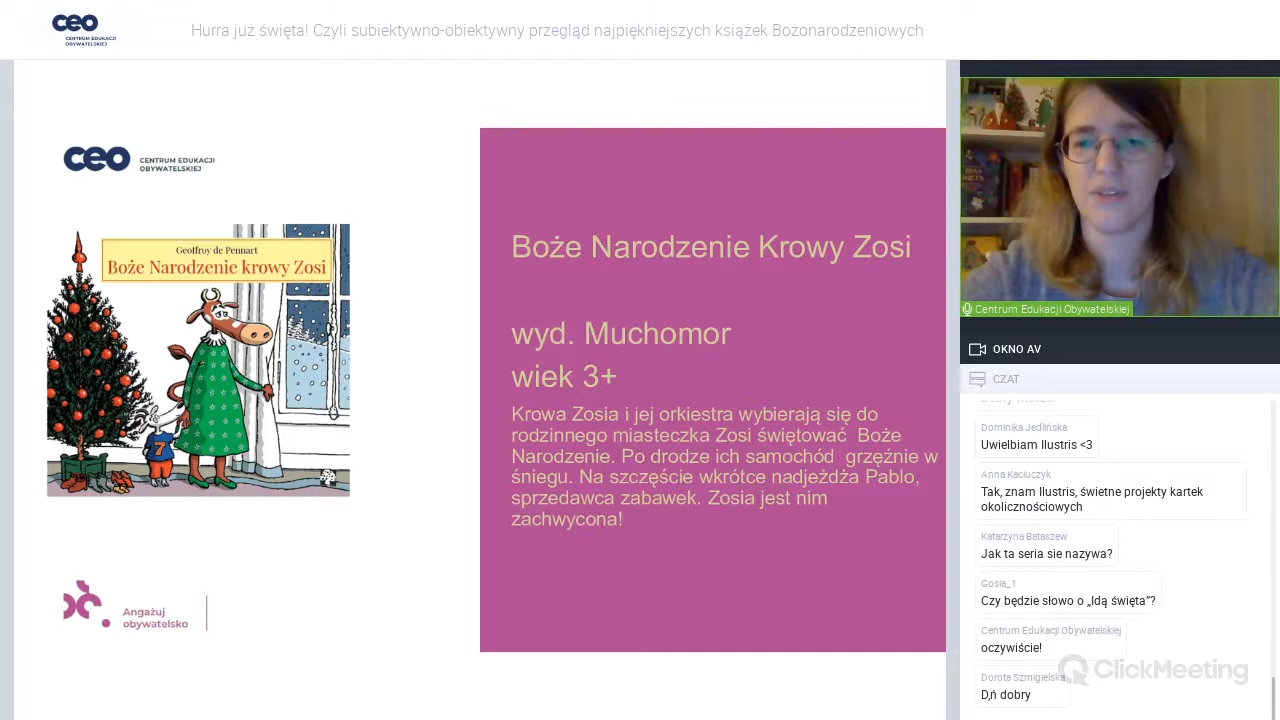 ceo
CENTRUM EDUKACJI
OBYWATELSKIEJ
Hurra już święta! Czyli subiektywno-obiektywny przegląd najpiękniejszych książek Bożonarodzeniowych
ceo
CENTRUM EDUKACJI
OBYWATELSKIEJ
Geoffroy de Pennart
Boże Narodzenie krowy Zosi
7
Angażuj
obywatelsko
Boże Narodzenie Krowy Zosi
wyd. Muchomor
wiek 3+
Krowa Zosia i jej orkiestra wybierają się do
rodzinnego miasteczka Zosi świętować Boże
Narodzenie. Po drodze ich samochód grzęźnie w
śniegu. Na szczęście wkrótce nadjeżdża Pablo,
sprzedawca zabawek. Zosia jest nim
zachwycona!
Centrum Edukacji Obywatelskiej
OKNO AV
CZAT
Dominika Jedlińska
Uwielbiam Ilustris <3
Anna Kaciuczyk
Tak, znam Ilustris, świetne projekty kartek
okolicznościowych
Katarzyna Bataszew
Jak ta seria sie nazywa?
Gosia_1
Czy będzie słowo o „Idą święta”?
Centrum Edukacji Obywatelskiej
oczywiście!
Dorota Szmigielska
D,ń dobry
ClickMeeting